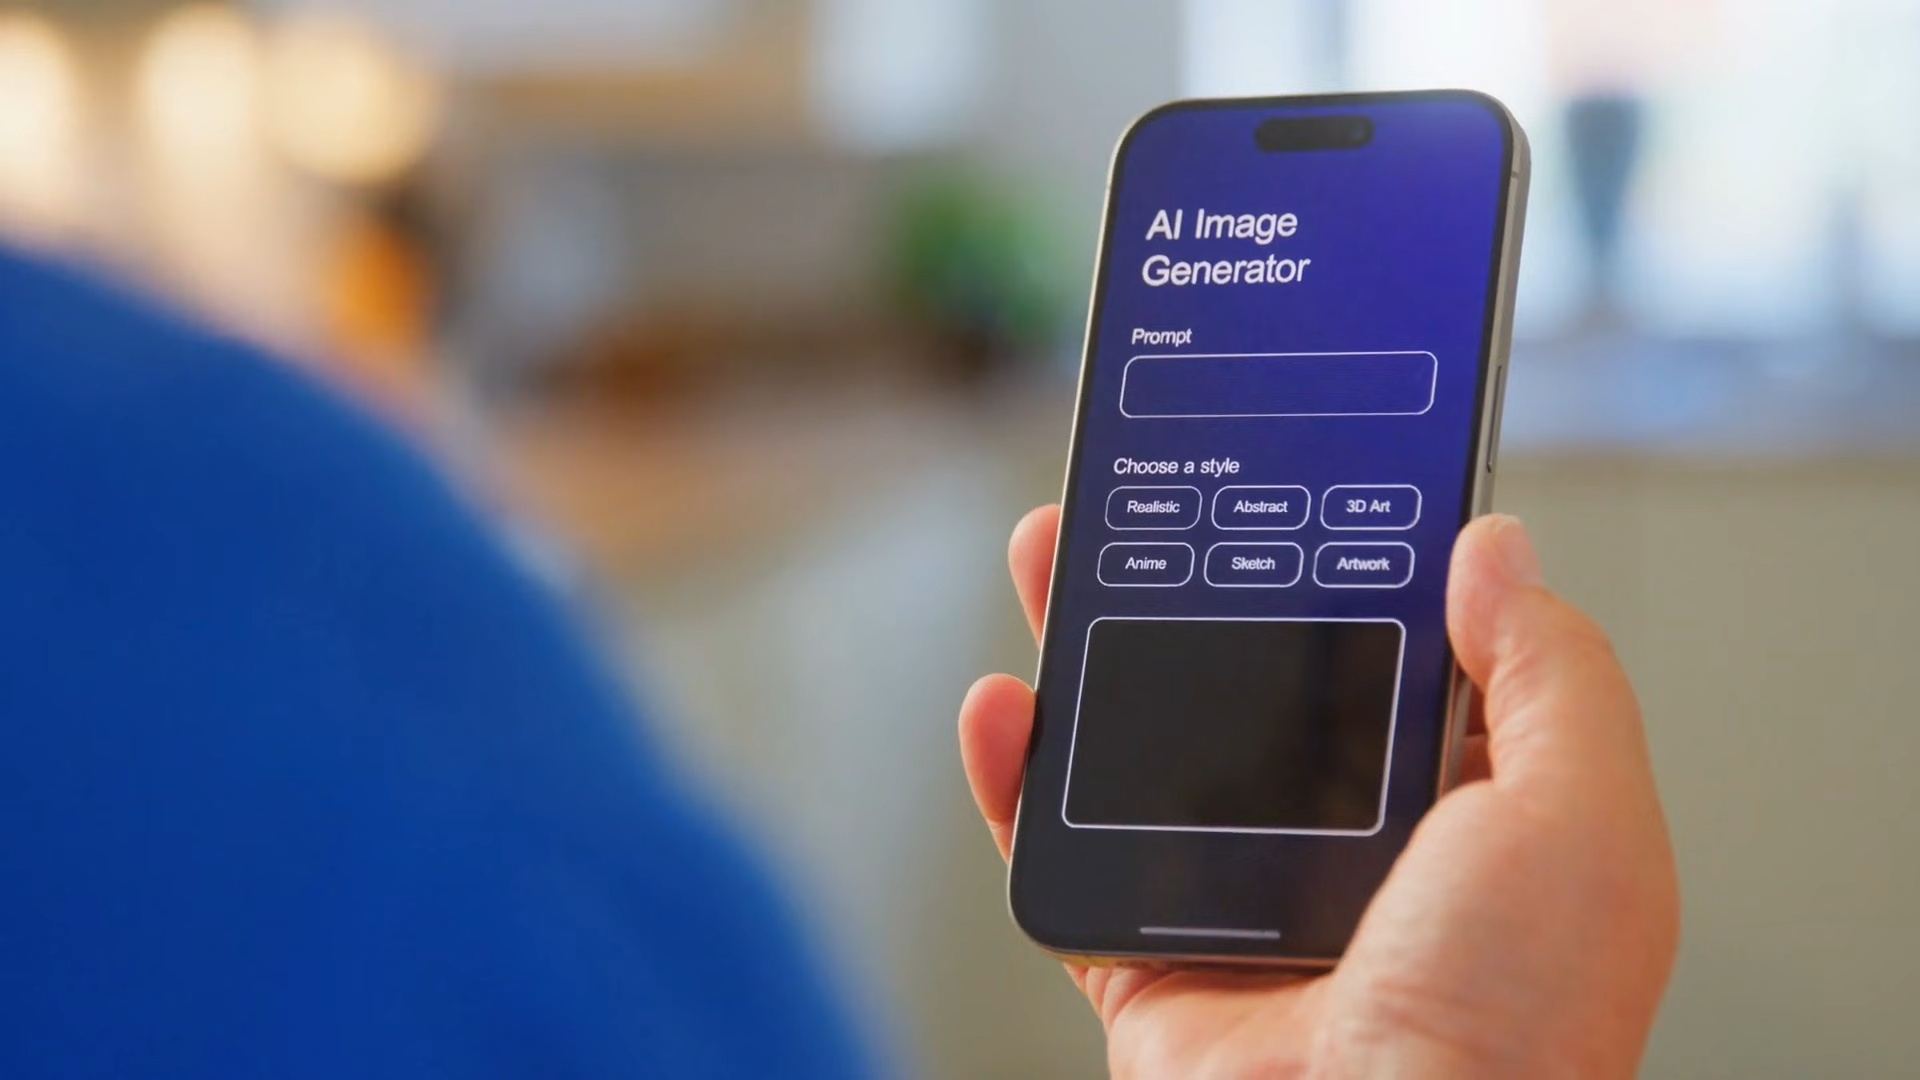 AI Image
Generator
Prompt
Choose a style
Realistic Abstract 3D Art
Anime Sketch Artwork